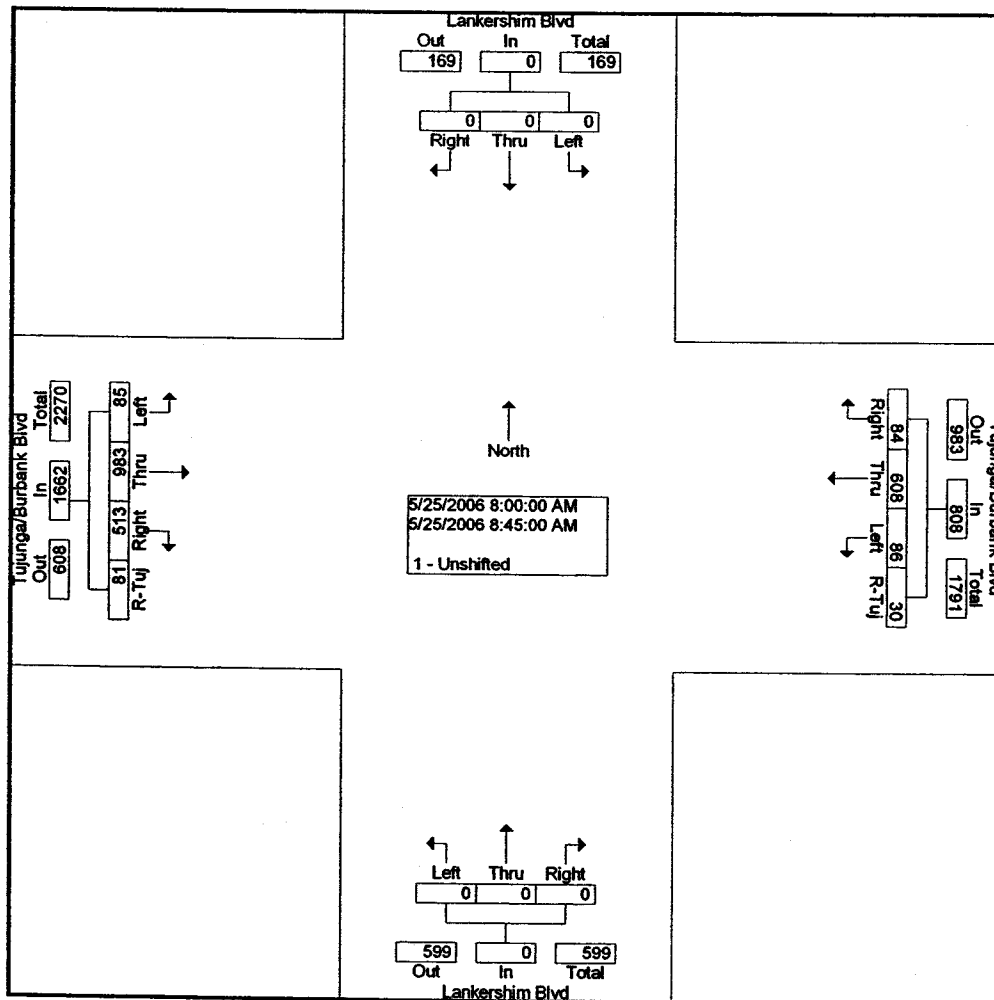 Lankershim Blvd
Out In Total
169 0 169
0 0 0
Right Thru Left
Tujunga/Burbank Blvd
Total In Out
2270 1662 608
85 983 513 81
Left Thru Right R-Tuj
North
5/25/2006 8:00:00 AM
5/25/2006 8:45:00 AM
1 - Unshifted
Right Thru Left R-Tuj
84 608 86 30
983 808 1791
Out In Total
Left Thru Right
0 0 0
599 0 599
Out In Total
Lankershim Blvd